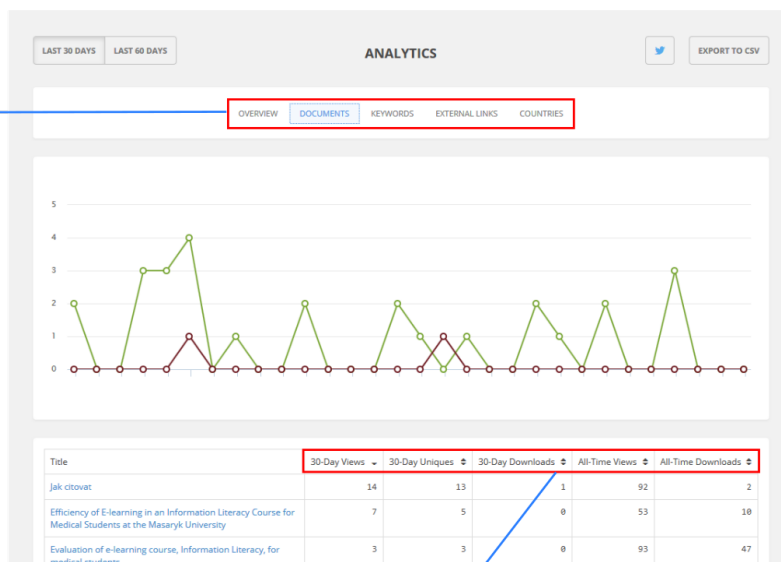 LAST 30 DAYS LAST 60 DAYS ANALYTICS EXPORT TO CSV
OVERVIEW DOCUMENTS KEYWORDS EXTERNAL LINKS COUNTRIES
5
4
3
2
1
0
Title 30-Day Views 30-Day Uniques 30-Day Downloads All-Time Views All-Time Downloads
Jak citovat 14 13 1 92 2
Efficiency of E-learning in an Information Literacy Course for
Medical Students at the Masaryk University 7 5 0 53 10
Evaluation of e-learning course, Information Literacy, for 3 3 0 93 47
medical students